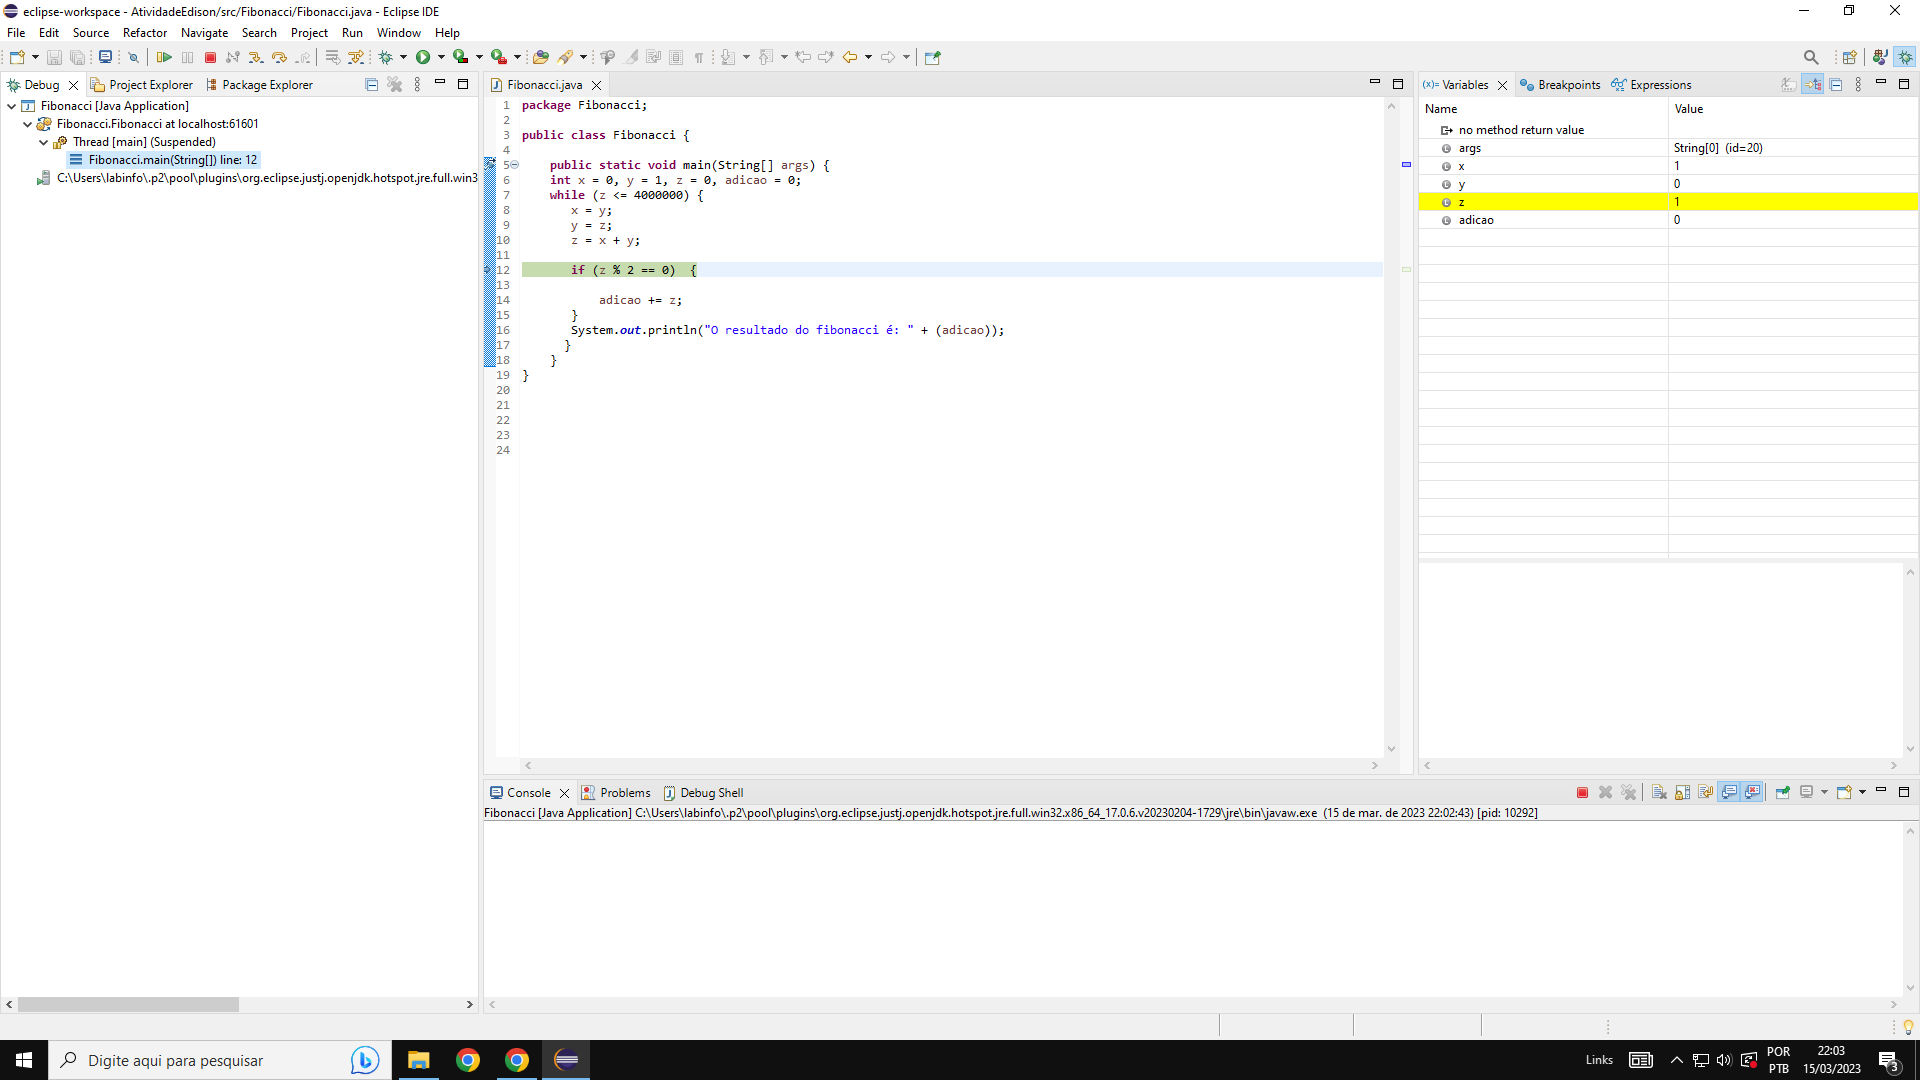 eclipse-workspace - AtividadeEdison/src/Fibonacci/Fibonacci.java - Eclipse IDE
File Edit Source Refactor Navigate Search Project Run Window Help
Debug Project Explorer Package Explorer
Fibonacci [Java Application]
Fibonacci.Fibonacci at localhost:61601
Thread [main] (Suspended)
Fibonacci.main(String[]) line: 12
C:\Users\labinfo\.p2\pool\plugins\org.eclipse.justj.openjdk.hotspot.jre.full.win3
Fibonacci.java
1 package Fibonacci;
2
3 public class Fibonacci {
4
5 public static void main(String[] args) {
6 int x = 0, y = 1, z = 0, adicao = 0;
7 while (z <= 4000000) {
8 x = y;
9 y = z;
10 z = x + y;
11
12 if (z % 2 == 0)  {
13
14 adicao += z;
15 }
16 System.out.println("O resultado do fibonacci é: " + (adicao));
17 }
18 }
19 }
20
21
22
23
24
(x)= Variables Breakpoints Expressions
Name Value
no method return value
args String[0] (id=20)
x 1
y 0
z 1
adicao 0
Console Problems Debug Shell
Fibonacci [Java Application] C:\Users\labinfo\.p2\pool\plugins\org.eclipse.justj.openjdk.hotspot.jre.full.win32.x86_64_17.0.6.v20230204-1729\jre\bin\javaw.exe (15 de mar. de 2023 22:02:43) [pid: 10292]
Digite aqui para pesquisar
Links
POR
PTB
22:03
15/03/2023
3